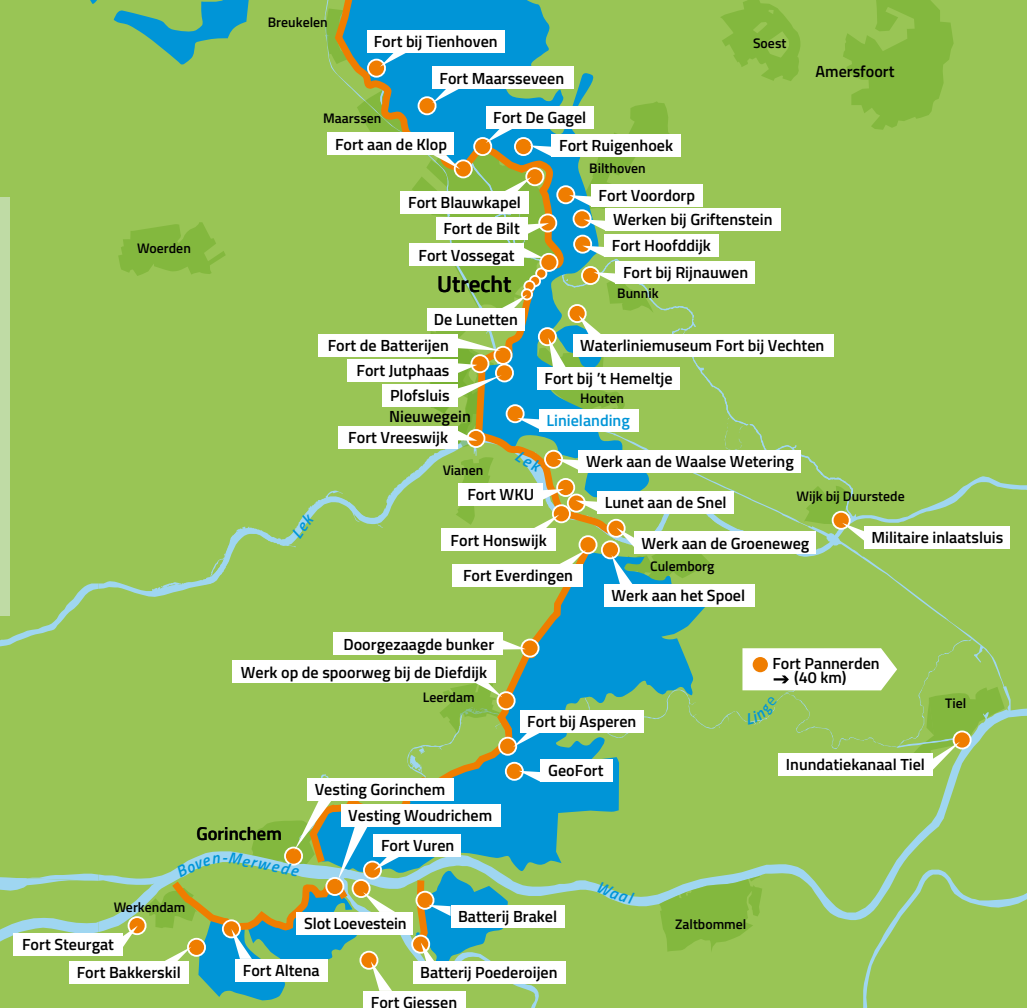 Breukelen
Soest
Fort bij Tienhoven
Amersfoort
Fort Maarsseveen
Maarssen
Fort De Gagel
Fort aan de Klop
Fort Ruigenhoek
Bilthoven
Fort Voordorp
Fort Blauwkapel
Werken bij Griftenstein
Fort de Bilt
Woerden
Fort Hoofddijk
Fort Vossegat
Fort bij Rijnauwen
Utrecht
Bunnik
De Lunetten
Fort de Batterijen
Waterliniemuseum Fort bij Vechten
Fort Jutphaas
Fort bij 't Hemeltje
Plofsluis
Houten
Nieuwegein
Linielanding
Fort Vreeswijk
Lek
Werk aan de Waalse Wetering
Vianen
Fort WKU
Wijk bij Duurstede
Lunet aan de Snel
Lek
Militaire inlaatsluis
Fort Honswijk
Werk aan de Groeneweg
Culemborg
Fort Everdingen
Werk aan het Spoel
Doorgezaagde bunker
Fort Pannerden
→ (40 km)
Werk op de spoorweg bij de Diefdijk
Leerdam
Linge
Tiel
Fort bij Asperen
Inundatiekanaal Tiel
GeoFort
Vesting Gorinchem
Vesting Woudrichem
Gorinchem
Fort Vuren
Boven-Merwede
Waal
Werkendam
Batterij Brakel
Slot Loevestein
Zaltbommel
Fort Steurgat
Fort Bakkerskil
Fort Altena
Batterij Poederoijen
Fort Giessen